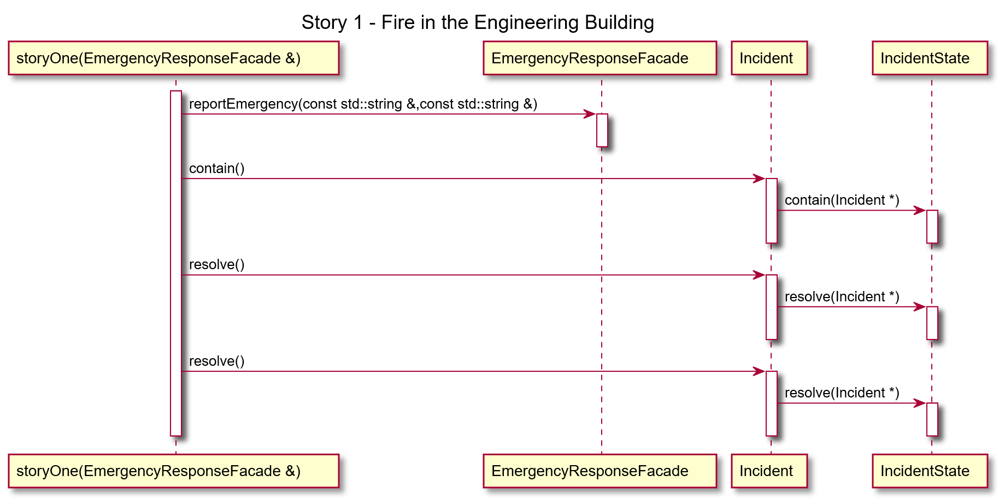 Story 1 - Fire in the Engineering Building
storyOne(EmergencyResponseFacade &)
EmergencyResponseFacade
Incident
IncidentState
reportEmergency(const std::string &,const std::string &)
contain()
contain(Incident *)
resolve()
resolve(Incident *)
resolve()
resolve(Incident *)
storyOne(EmergencyResponseFacade &)
EmergencyResponseFacade
Incident
IncidentState